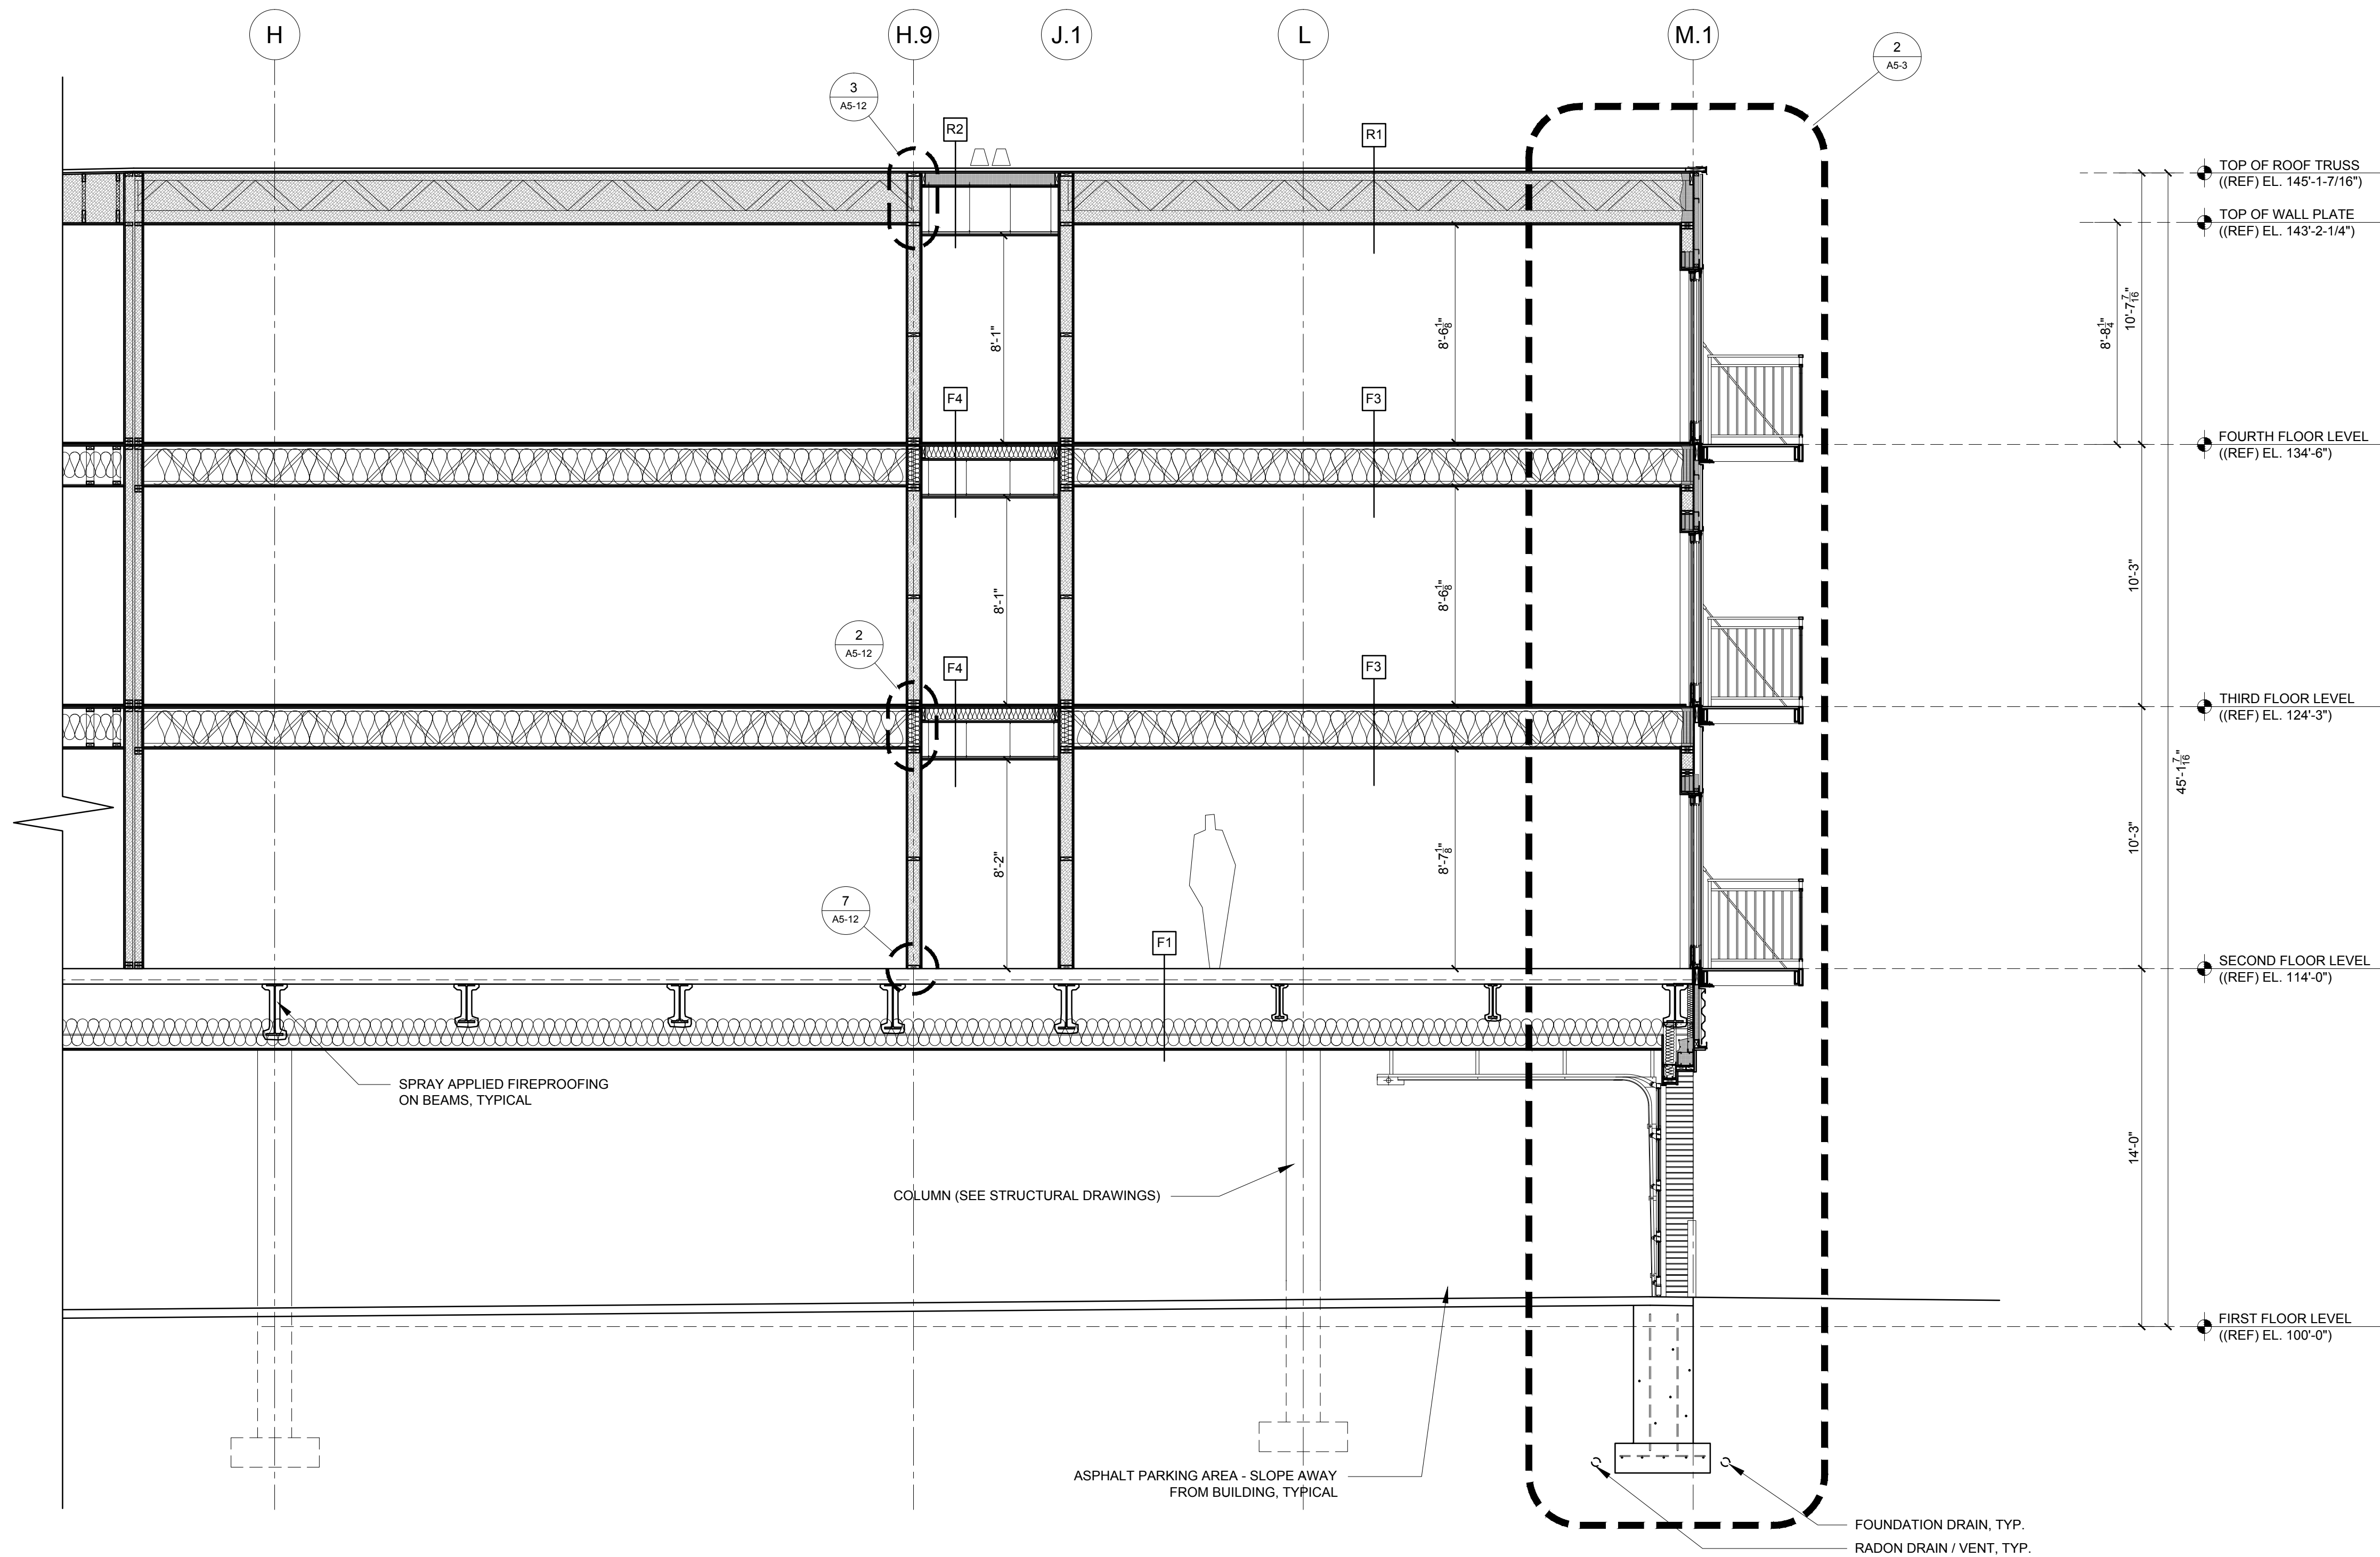 H
H.9
J.1
L
M.1
2
A5-3
3
A5-12
R2
R1
TOP OF ROOF TRUSS
((REF) EL. 145'-1-7/16")
TOP OF WALL PLATE
((REF) EL. 143'-2-1/4")
8'-1"
8'-6 1/8"
8'-8 1/4"
10'-7 7/16"
F4
F3
FOURTH FLOOR LEVEL
((REF) EL. 134'-6")
8'-1"
8'-6 1/8"
10'-3"
2
A5-12
F4
F3
THIRD FLOOR LEVEL
((REF) EL. 124'-3")
45'-1 7/16"
8'-2"
8'-7 1/8"
10'-3"
7
A5-12
F1
SECOND FLOOR LEVEL
((REF) EL. 114'-0")
SPRAY APPLIED FIREPROOFING
ON BEAMS, TYPICAL
14'-0"
COLUMN (SEE STRUCTURAL DRAWINGS)
FIRST FLOOR LEVEL
((REF) EL. 100'-0")
ASPHALT PARKING AREA - SLOPE AWAY
FROM BUILDING, TYPICAL
FOUNDATION DRAIN, TYP.
RADON DRAIN / VENT, TYP.